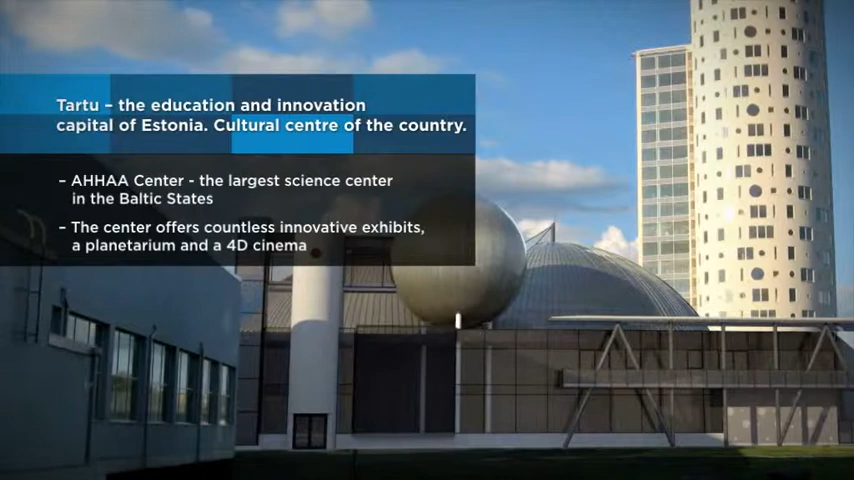 Tartu – the education and innovation
capital of Estonia. Cultural centre of the country.
– AHHAA Center - the largest science center
in the Baltic States
– The center offers countless innovative exhibits,
a planetarium and a 4D cinema